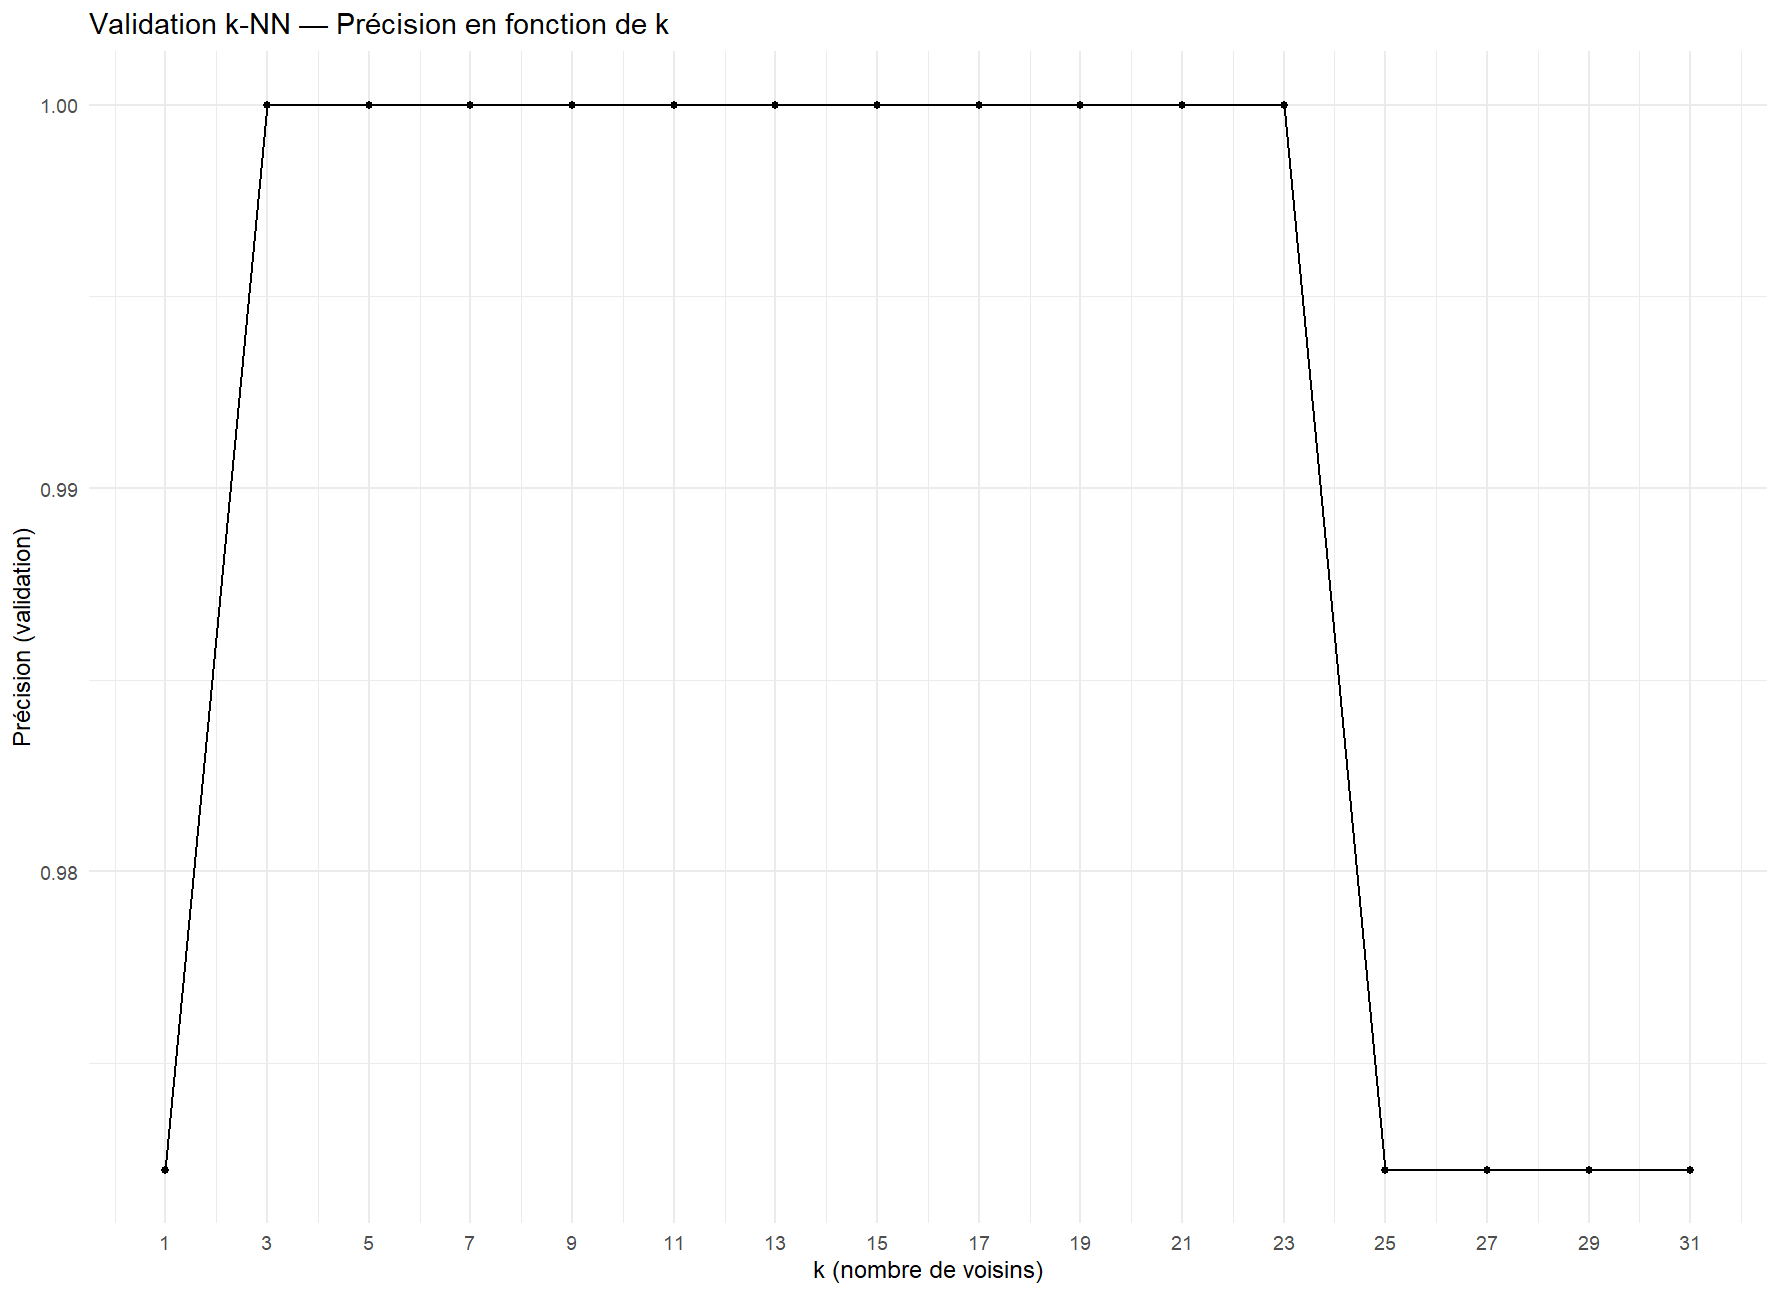 Validation k-NN — Précision en fonction de k
Précision (validation)
1.00
0.99
0.98
1 3 5 7 9 11 13 15 17 19 21 23 25 27 29 31
k (nombre de voisins)